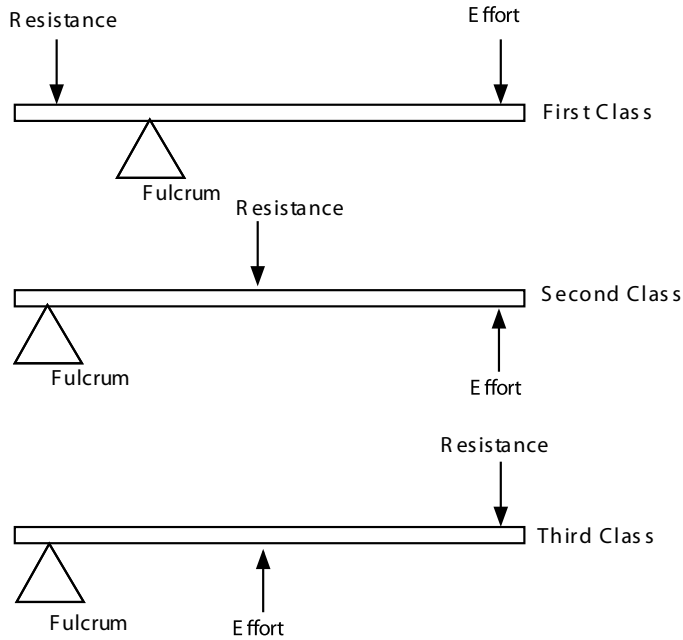 Resistance
Effort
First Class
Fulcrum
Resistance
Second Class
Fulcrum
Effort
Resistance
Third Class
Fulcrum
Effort